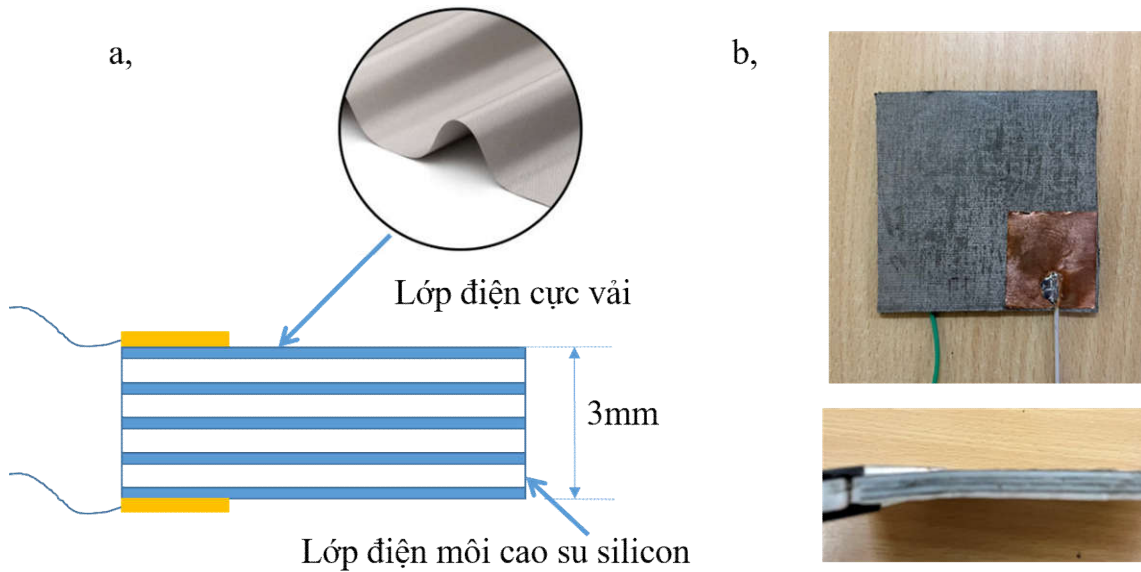 a,
b,
Lớp điện cực vải
3mm
Lớp điện môi cao su silicon